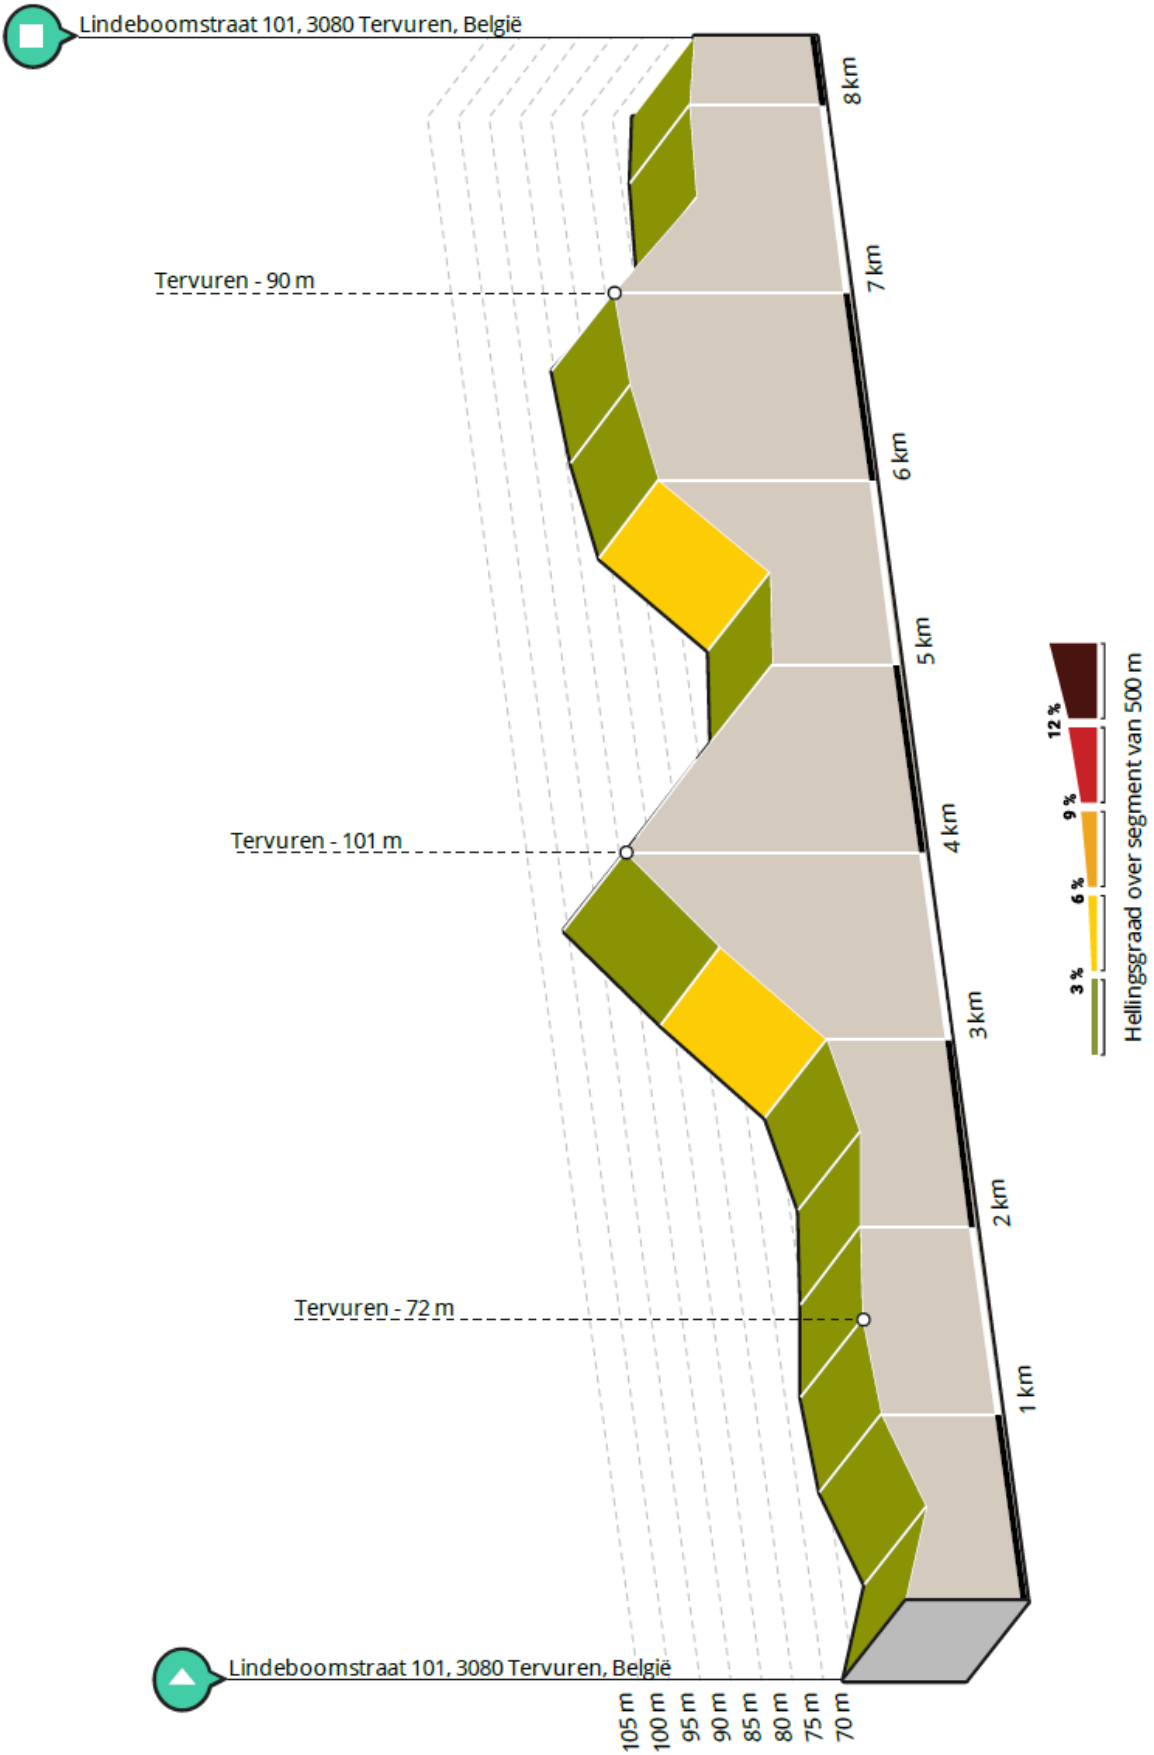 Lindeboomstraat 101, 3080 Tervuren, België
8 km
Tervuren - 90 m
7 km
6 km
5 km
Tervuren - 101 m
4 km
3 km
2 km
Tervuren - 72 m
1 km
Lindeboomstraat 101, 3080 Tervuren, België
105 m
100 m
95 m
90 m
85 m
80 m
75 m
70 m
3 %
6 %
9 %
12 %
Hellingsgraad over segment van 500 m